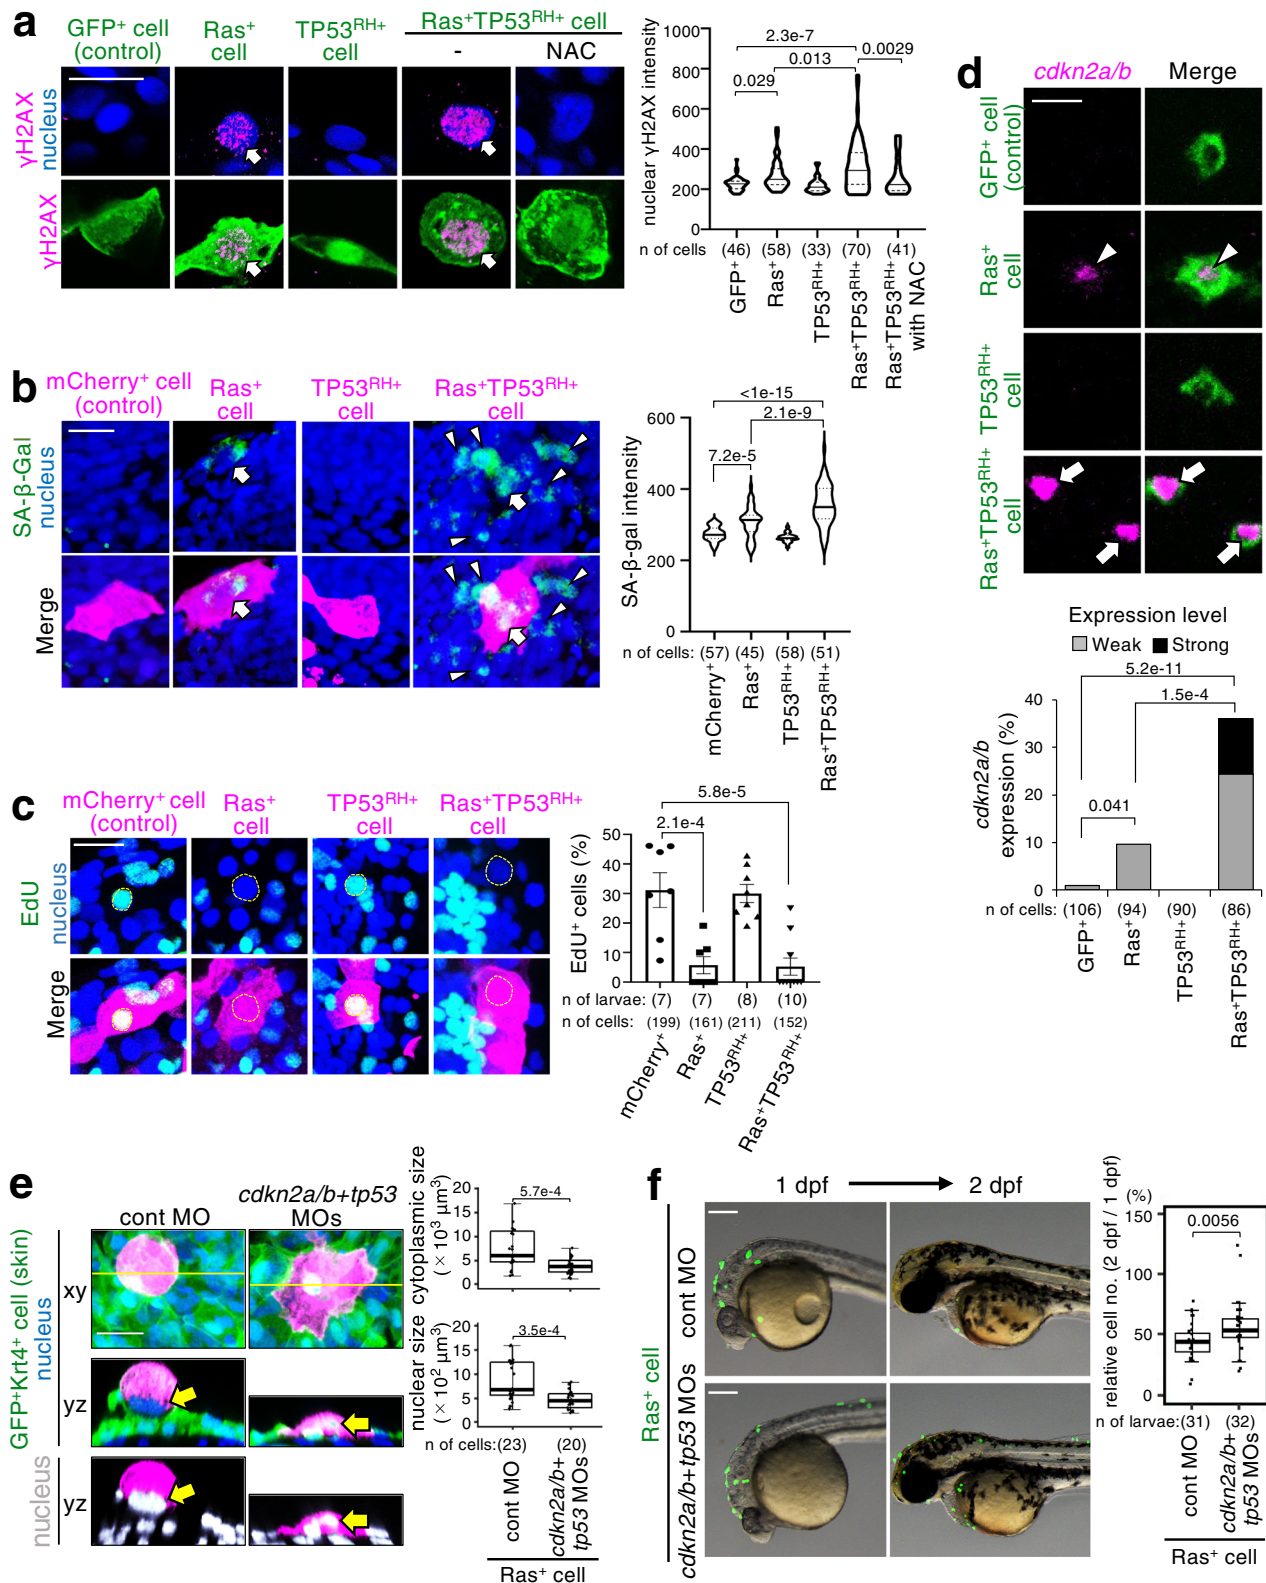 a
GFP⁺ cell
(control)
Ras⁺
cell
TP53ᴿᴴ⁺
cell
Ras⁺TP53ᴿᴴ⁺ cell
-
NAC
γH2AX
nucleus
γH2AX
nuclear γH2AX intensity
1000
800
600
400
200
0
2.3e-7
0.029
0.013
0.0029
n of cells
(46)
(58)
(33)
(70)
(41)
GFP⁺
Ras⁺
TP53ᴿᴴ⁺
Ras⁺TP53ᴿᴴ⁺
Ras⁺TP53ᴿᴴ⁺
with NAC
b
mCherry⁺ cell
(control)
Ras⁺
cell
TP53ᴿᴴ⁺
cell
Ras⁺TP53ᴿᴴ⁺
cell
SA-β-Gal
nucleus
Merge
SA-β-gal intensity
600
400
200
0
<1e-15
2.1e-9
7.2e-5
n of cells:
(57)
(45)
(58)
(51)
mCherry⁺
Ras⁺
TP53ᴿᴴ⁺
Ras⁺TP53ᴿᴴ⁺
c
mCherry⁺ cell
(control)
Ras⁺
cell
TP53ᴿᴴ⁺
cell
Ras⁺TP53ᴿᴴ⁺
cell
EdU
nucleus
Merge
EdU⁺ cells (%)
50
40
30
20
10
0
5.8e-5
2.1e-4
n of larvae:
(7)
(7)
(8)
(10)
n of cells:
(199)
(161)
(211)
(152)
mCherry⁺
Ras⁺
TP53ᴿᴴ⁺
Ras⁺TP53ᴿᴴ⁺
d
cdkn2a/b
Merge
GFP⁺ cell
(control)
Ras⁺
cell
TP53ᴿᴴ⁺
cell
Ras⁺TP53ᴿᴴ⁺
cell
Expression level
Weak
Strong
5.2e-11
1.5e-4
0.041
cdkn2a/b
expression (%)
40
30
20
10
0
n of cells:
(106)
(94)
(90)
(86)
GFP⁺
Ras⁺
TP53ᴿᴴ⁺
Ras⁺TP53ᴿᴴ⁺
e
cont MO
cdkn2a/b+tp53
MOs
GFP⁺Krt4⁺ cell (skin)
nucleus
nucleus
xy
yz
yz
cytoplasmic size
(× 10³ μm³)
20
15
10
5
0
5.7e-4
nuclear size
(× 10² μm³)
20
15
10
5
0
3.5e-4
n of cells:
(23)
(20)
cont MO
cdkn2a/b+
tp53 MOs
Ras⁺ cell
f
1 dpf
2 dpf
Ras⁺ cell
cont MO
cdkn2a/b+tp53 MOs
relative cell no. (2 dpf / 1 dpf)
(%)
150
100
50
0
0.0056
n of larvae:
(31)
(32)
cont MO
cdkn2a/b+
tp53 MOs
Ras⁺ cell